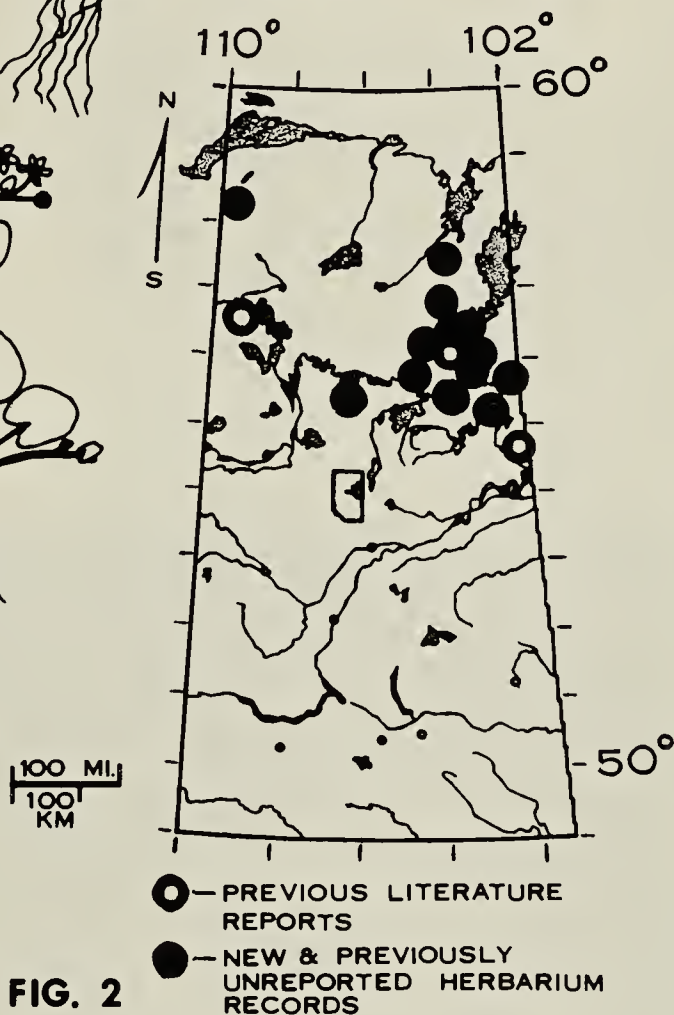 110° 102°
60°
N
S
50°
100 MI.
100
KM
PREVIOUS LITERATURE
REPORTS
NEW & PREVIOUSLY
UNREPORTED HERBARIUM
RECORDS
FIG. 2